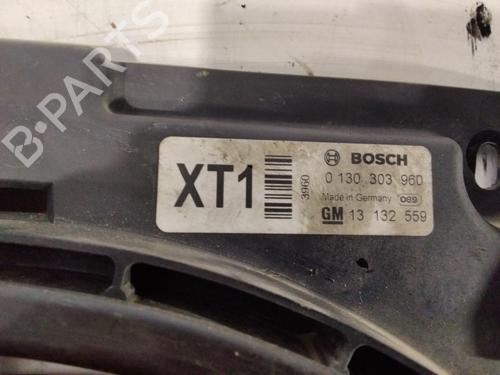 B-PARTS
XT1
3960
BOSCH
0 130 303 960
Made in Germany 089
GM 13 132 559